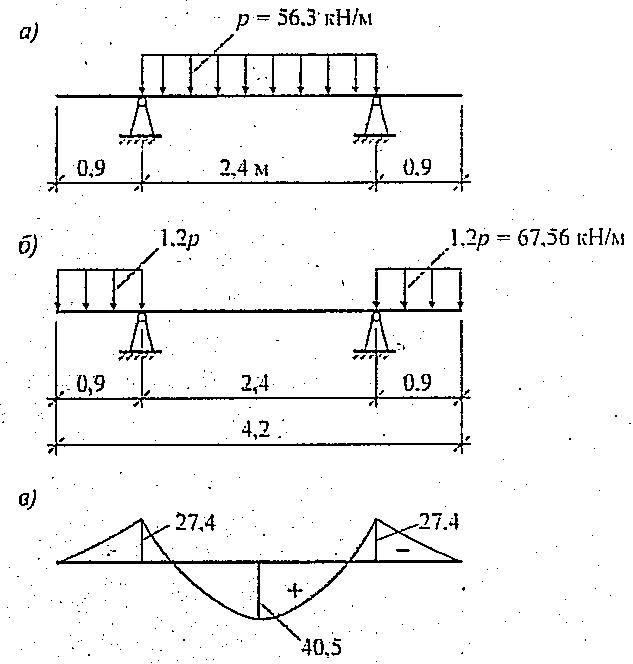 а)
p = 56,3 кН/м
0,9
2,4 м
0,9
б)
1,2p
1,2p = 67,56 кН/м
0,9
2,4
0,9
4,2
в)
27,4
27,4
-
–
+
40,5